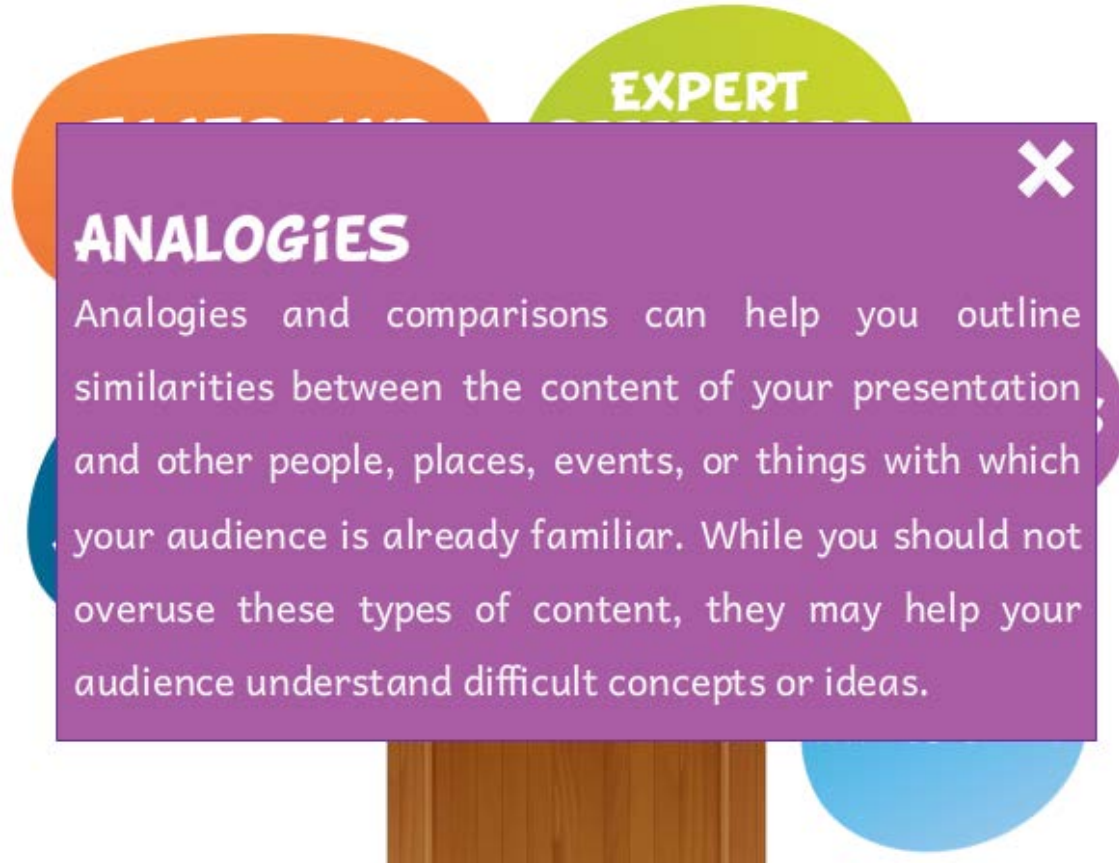 EXPERT
ANALOGiES
Analogies and comparisons can help you outline
similarities between the content of your presentation
and other people, places, events, or things with which
your audience is already familiar. While you should not
overuse these types of content, they may help your
audience understand difficult concepts or ideas.